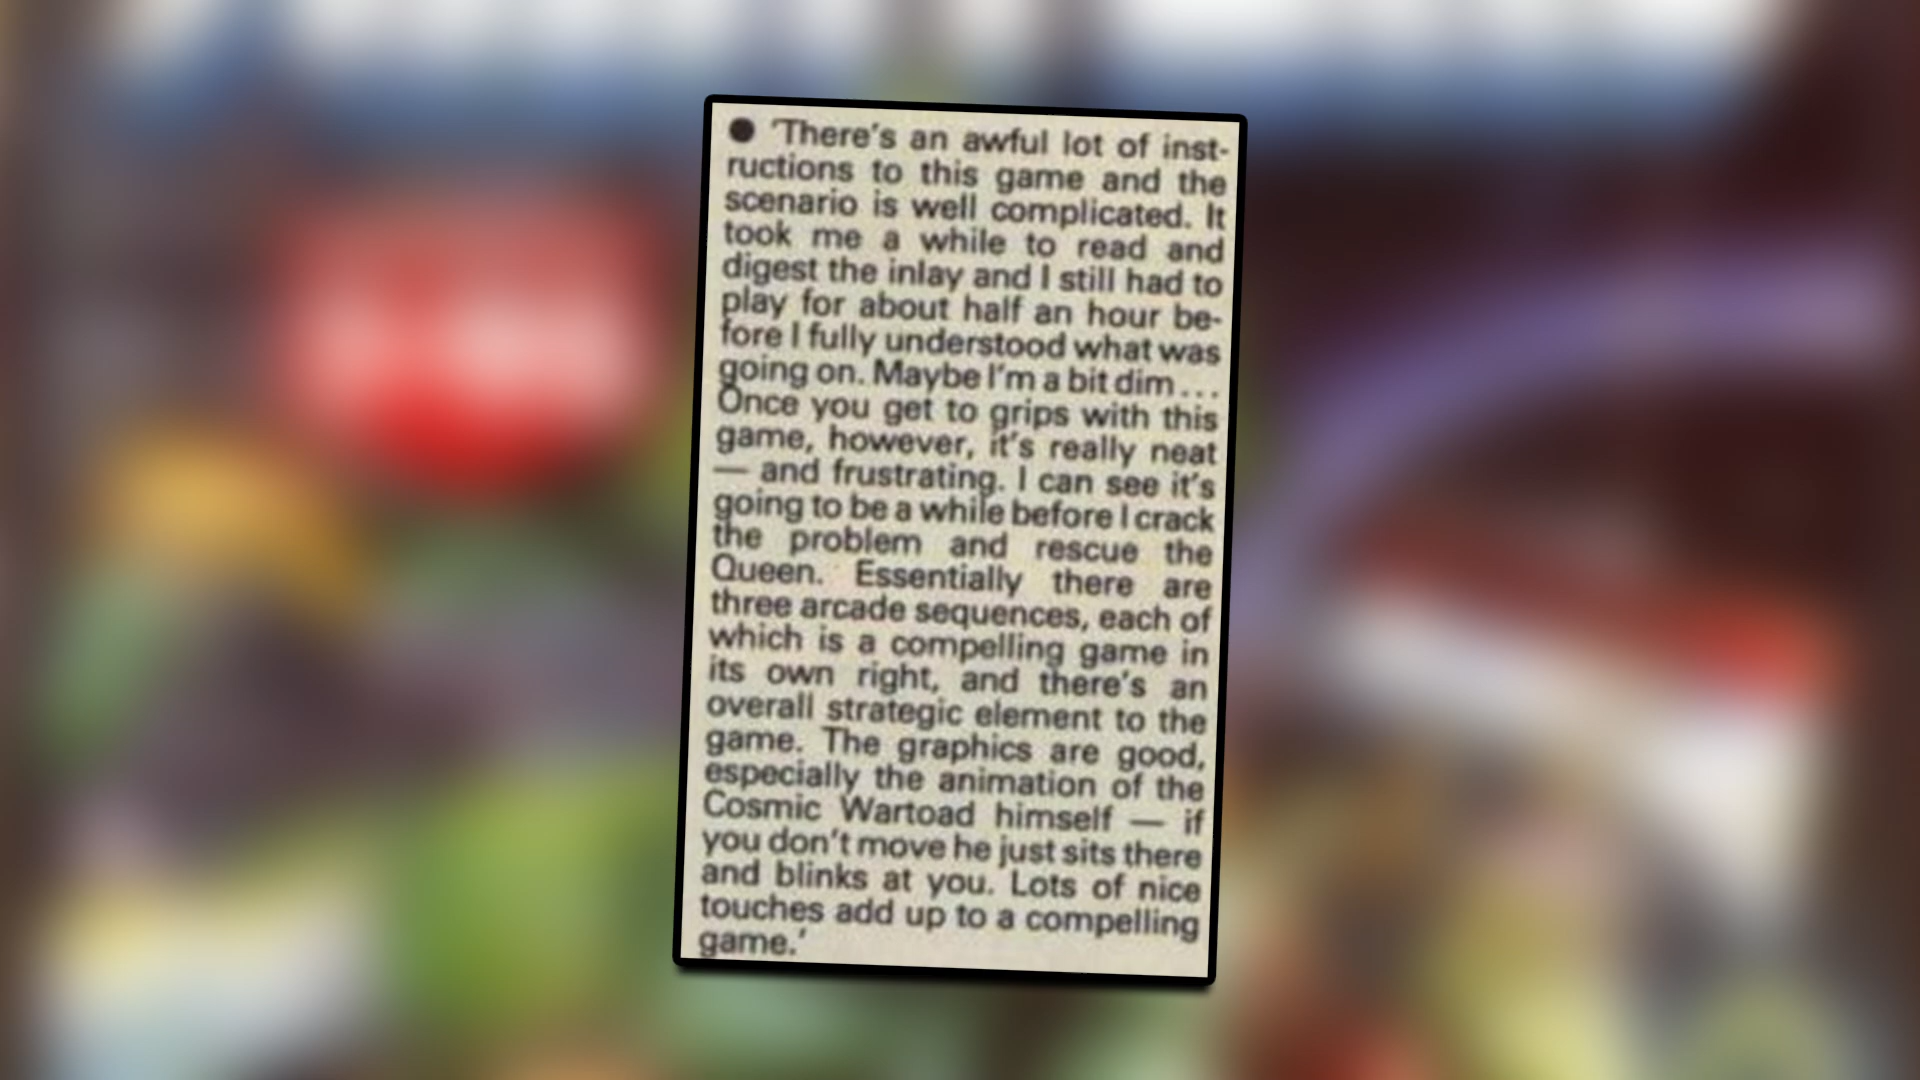 ● 'There's an awful lot of inst-
ructions to this game and the
scenario is well complicated. It
took me a while to read and
digest the inlay and I still had to
play for about half an hour be-
fore I fully understood what was
going on. Maybe I'm a bit dim...
Once you get to grips with this
game, however, it's really neat
— and frustrating. I can see it's
going to be a while before I crack
the problem and rescue the
Queen. Essentially there are
three arcade sequences, each of
which is a compelling game in
its own right, and there's an
overall strategic element to the
game. The graphics are good,
especially the animation of the
Cosmic Wartoad himself — if
you don't move he just sits there
and blinks at you. Lots of nice
touches add up to a compelling
game.'